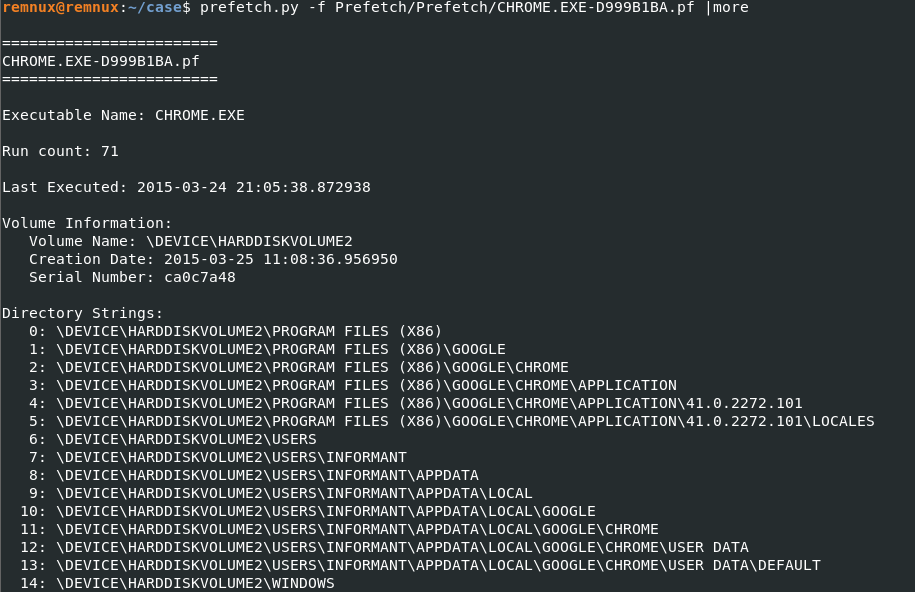 remnux@remnux:~/case$ prefetch.py -f Prefetch/Prefetch/CHROME.EXE-D999B1BA.pf |more
========================
CHROME.EXE-D999B1BA.pf
========================
Executable Name: CHROME.EXE
Run count: 71
Last Executed: 2015-03-24 21:05:38.872938
Volume Information:
Volume Name: \DEVICE\HARDDISKVOLUME2
Creation Date: 2015-03-25 11:08:36.956950
Serial Number: ca0c7a48
Directory Strings:
0: \DEVICE\HARDDISKVOLUME2\PROGRAM FILES (X86)
1: \DEVICE\HARDDISKVOLUME2\PROGRAM FILES (X86)\GOOGLE
2: \DEVICE\HARDDISKVOLUME2\PROGRAM FILES (X86)\GOOGLE\CHROME
3: \DEVICE\HARDDISKVOLUME2\PROGRAM FILES (X86)\GOOGLE\CHROME\APPLICATION
4: \DEVICE\HARDDISKVOLUME2\PROGRAM FILES (X86)\GOOGLE\CHROME\APPLICATION\41.0.2272.101
5: \DEVICE\HARDDISKVOLUME2\PROGRAM FILES (X86)\GOOGLE\CHROME\APPLICATION\41.0.2272.101\LOCALES
6: \DEVICE\HARDDISKVOLUME2\USERS
7: \DEVICE\HARDDISKVOLUME2\USERS\INFORMANT
8: \DEVICE\HARDDISKVOLUME2\USERS\INFORMANT\APPDATA
9: \DEVICE\HARDDISKVOLUME2\USERS\INFORMANT\APPDATA\LOCAL
10: \DEVICE\HARDDISKVOLUME2\USERS\INFORMANT\APPDATA\LOCAL\GOOGLE
11: \DEVICE\HARDDISKVOLUME2\USERS\INFORMANT\APPDATA\LOCAL\GOOGLE\CHROME
12: \DEVICE\HARDDISKVOLUME2\USERS\INFORMANT\APPDATA\LOCAL\GOOGLE\CHROME\USER DATA
13: \DEVICE\HARDDISKVOLUME2\USERS\INFORMANT\APPDATA\LOCAL\GOOGLE\CHROME\USER DATA\DEFAULT
14: \DEVICE\HARDDISKVOLUME2\WINDOWS